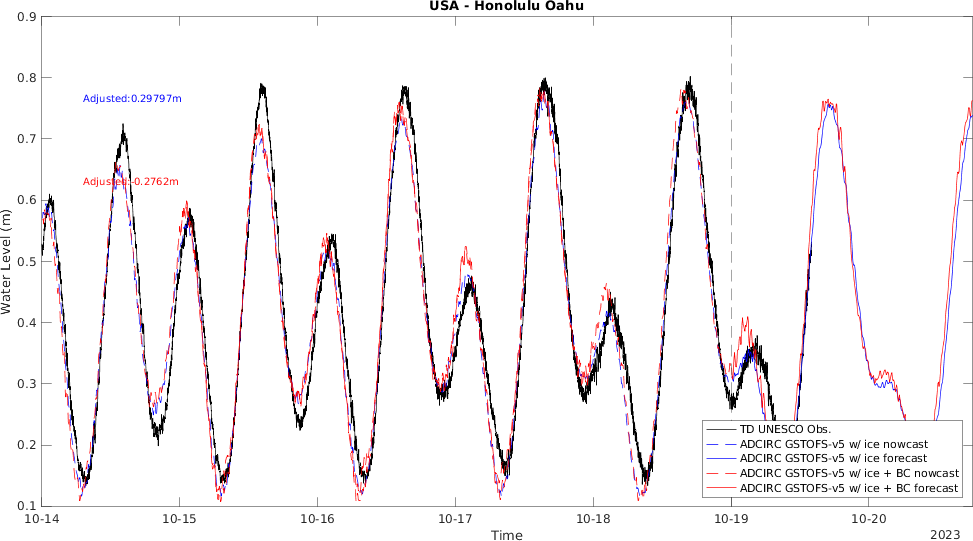 USA - Honolulu Oahu
0.9
0.8
0.7
0.6
0.5
0.4
0.3
0.2
0.1
Water Level (m)
Adjusted:0.29797m
Adjusted:-0.2762m
TD UNESCO Obs.
ADCIRC GSTOFS-v5 w/ ice nowcast
ADCIRC GSTOFS-v5 w/ ice forecast
ADCIRC GSTOFS-v5 w/ ice + BC nowcast
ADCIRC GSTOFS-v5 w/ ice + BC forecast
10-14 10-15 10-16 10-17 10-18 10-19 10-20
Time
2023